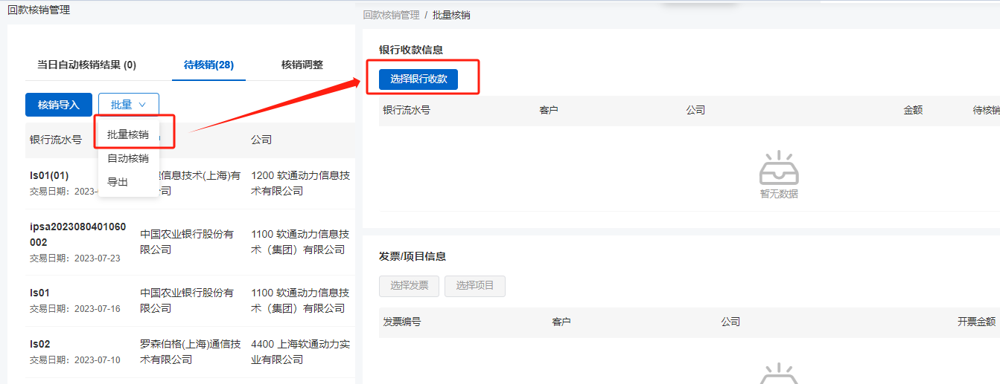 回款核销管理
当日自动核销结果 (0)
待核销(28)
核销调整
核销导入
批量
批量核销
自动核销
导出
银行流水号
公司
ls01(01)
交易日期：2023-
信息技术(上海)有
公司
1200 软通动力信息技
术有限公司
ipsa2023080401060
002
交易日期：2023-07-23
中国农业银行股份有
限公司
1100 软通动力信息技
术（集团）有限公司
ls01
交易日期：2023-07-16
中国农业银行股份有
限公司
1100 软通动力信息技
术（集团）有限公司
ls02
交易日期：2023-07-10
罗森伯格(上海)通信技
术有限公司
4400 上海软通动力实
业有限公司
回款核销管理 / 批量核销
银行收款信息
选择银行收款
银行流水号
客户
公司
金额
待核销
暂无数据
发票/项目信息
选择发票
选择项目
发票编号
客户
公司
开票金额